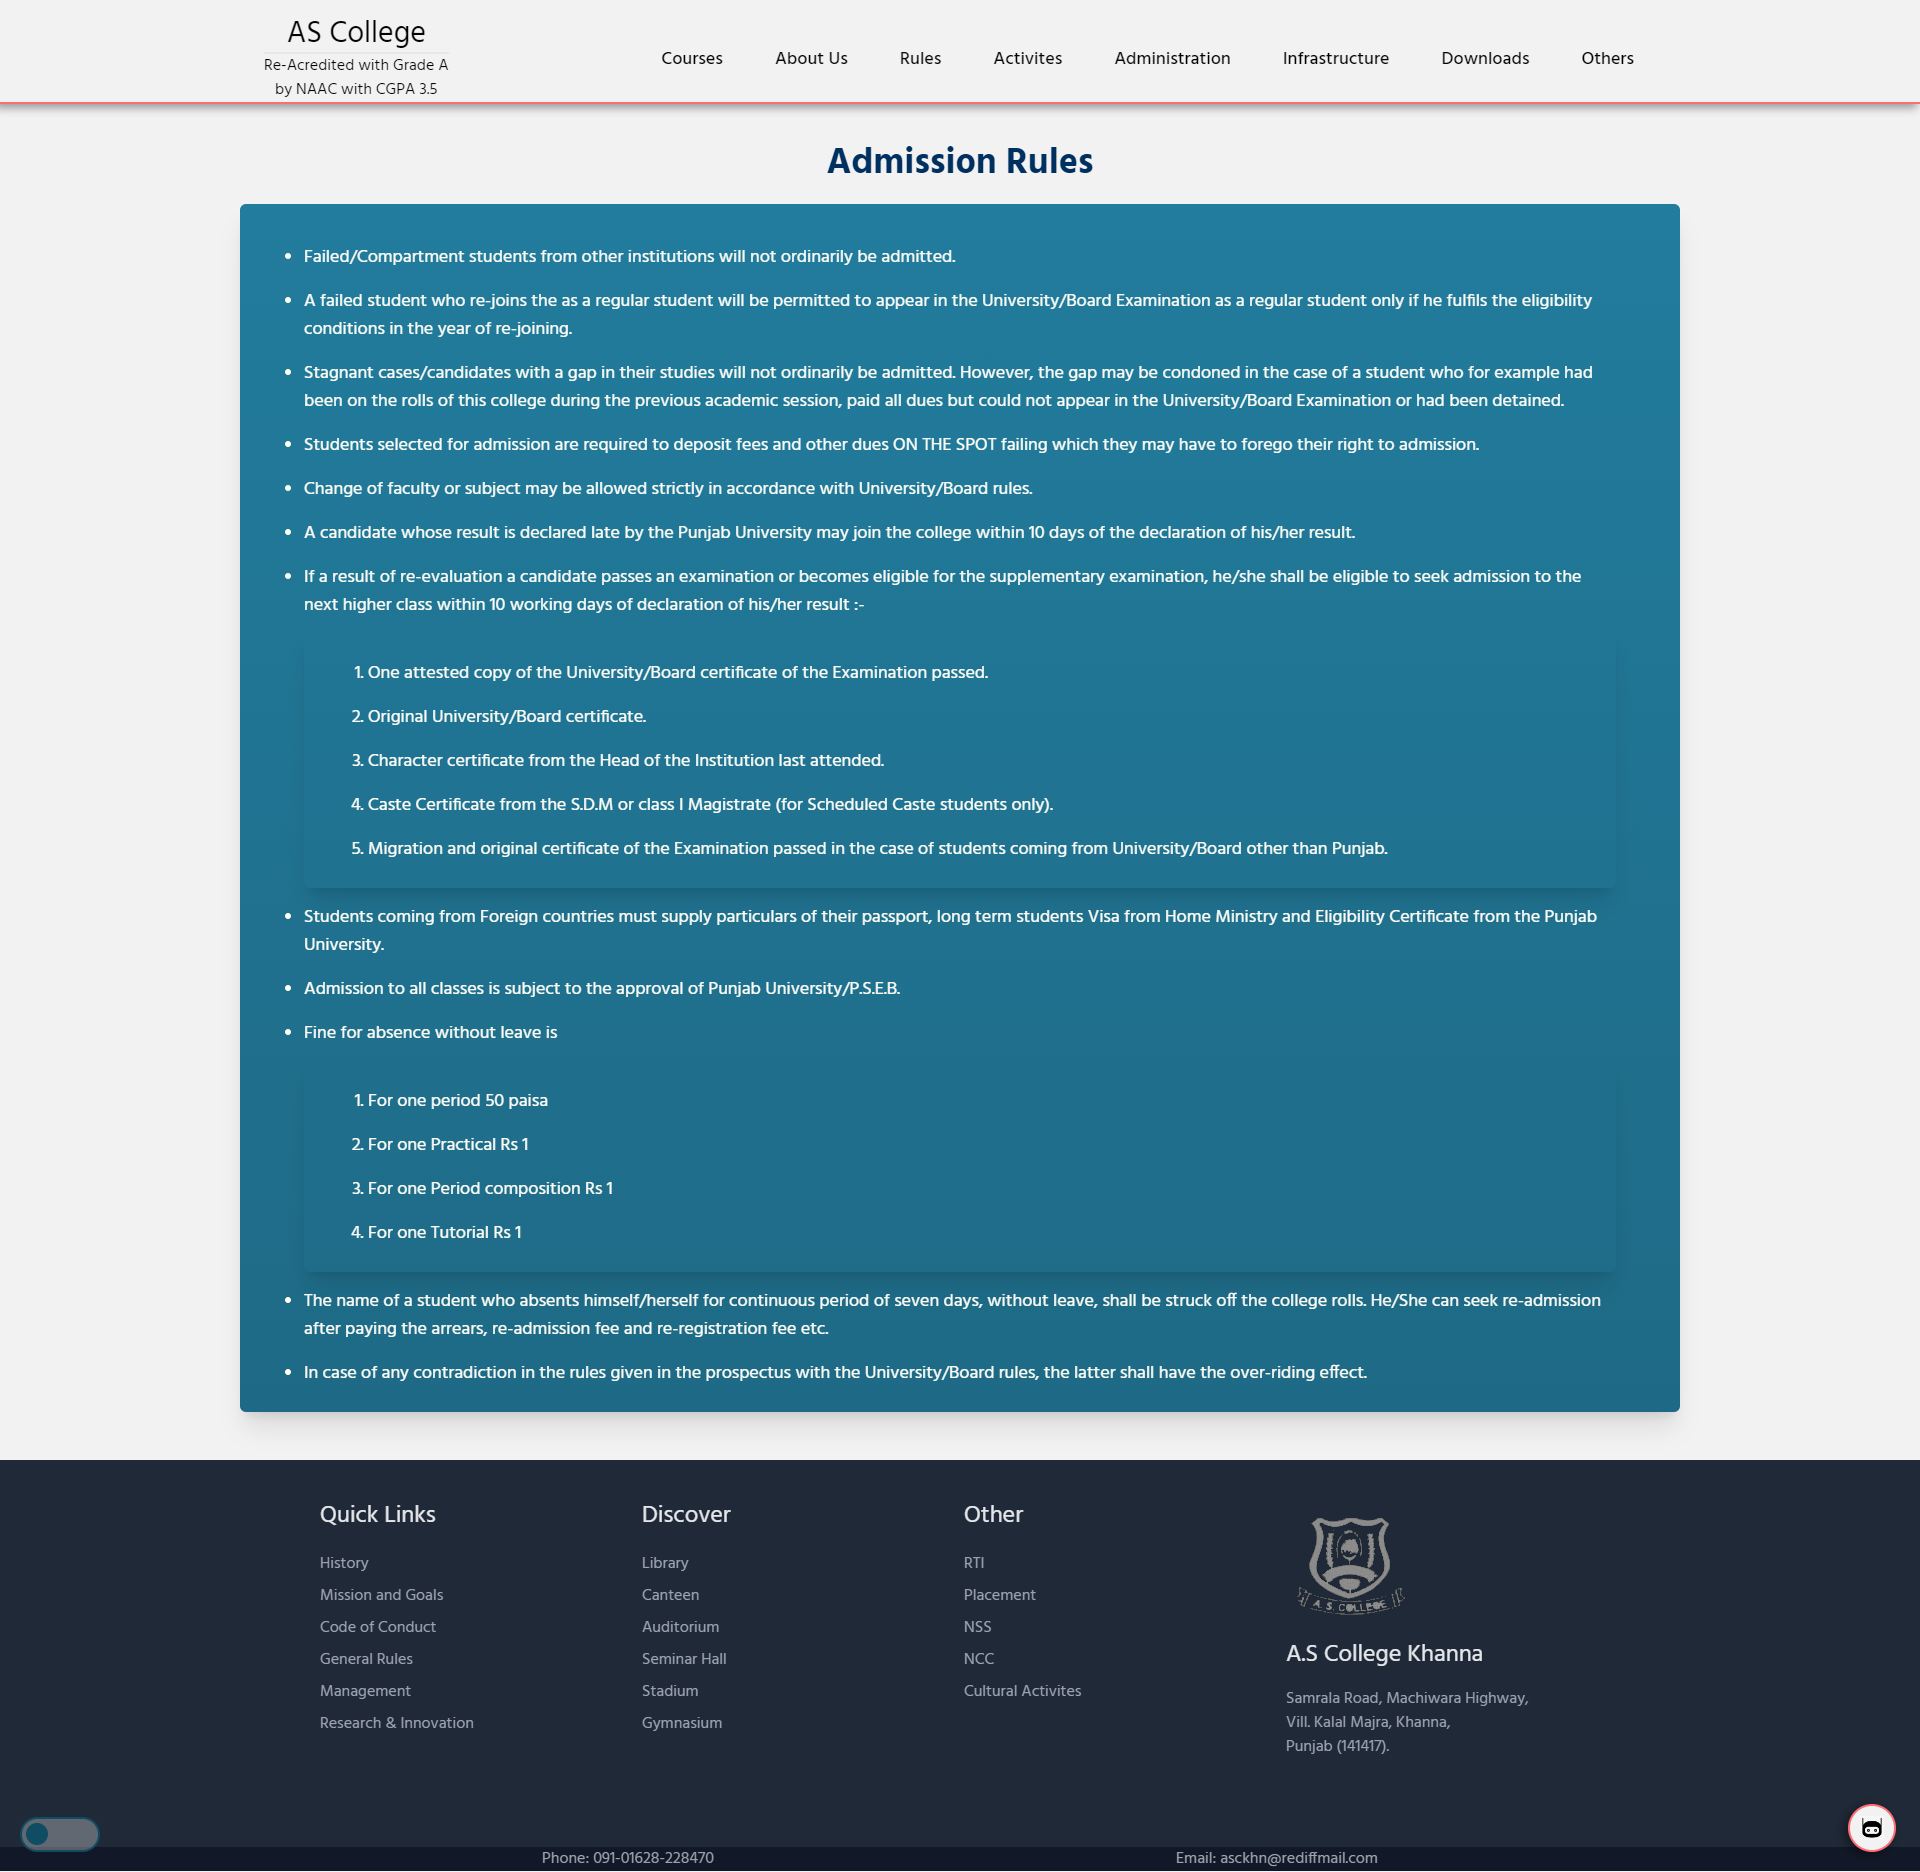 AS College
Re-Acredited with Grade A
by NAAC with CGPA 3.5
Courses
About Us
Rules
Activites
Administration
Infrastructure
Downloads
Others
Admission Rules
• Failed/Compartment students from other institutions will not ordinarily be admitted.
• A failed student who re-joins the as a regular student will be permitted to appear in the University/Board Examination as a regular student only if he fulfils the eligibility
conditions in the year of re-joining.
• Stagnant cases/candidates with a gap in their studies will not ordinarily be admitted. However, the gap may be condoned in the case of a student who for example had
been on the rolls of this college during the previous academic session, paid all dues but could not appear in the University/Board Examination or had been detained.
• Students selected for admission are required to deposit fees and other dues ON THE SPOT failing which they may have to forego their right to admission.
• Change of faculty or subject may be allowed strictly in accordance with University/Board rules.
• A candidate whose result is declared late by the Punjab University may join the college within 10 days of the declaration of his/her result.
• If a result of re-evaluation a candidate passes an examination or becomes eligible for the supplementary examination, he/she shall be eligible to seek admission to the
next higher class within 10 working days of declaration of his/her result :-
1. One attested copy of the University/Board certificate of the Examination passed.
2. Original University/Board certificate.
3. Character certificate from the Head of the Institution last attended.
4. Caste Certificate from the S.D.M or class I Magistrate (for Scheduled Caste students only).
5. Migration and original certificate of the Examination passed in the case of students coming from University/Board other than Punjab.
• Students coming from Foreign countries must supply particulars of their passport, long term students Visa from Home Ministry and Eligibility Certificate from the Punjab
University.
• Admission to all classes is subject to the approval of Punjab University/P.S.E.B.
• Fine for absence without leave is
1. For one period 50 paisa
2. For one Practical Rs 1
3. For one Period composition Rs 1
4. For one Tutorial Rs 1
• The name of a student who absents himself/herself for continuous period of seven days, without leave, shall be struck off the college rolls. He/She can seek re-admission
after paying the arrears, re-admission fee and re-registration fee etc.
• In case of any contradiction in the rules given in the prospectus with the University/Board rules, the latter shall have the over-riding effect.
Quick Links
History
Mission and Goals
Code of Conduct
General Rules
Management
Research & Innovation
Discover
Library
Canteen
Auditorium
Seminar Hall
Stadium
Gymnasium
Other
RTI
Placement
NSS
NCC
Cultural Activites
A. S. COLLEGE
A.S College Khanna
Samrala Road, Machiwara Highway,
Vill. Kalal Majra, Khanna,
Punjab (141417).
Phone: 091-01628-228470
Email: asckhn@rediffmail.com